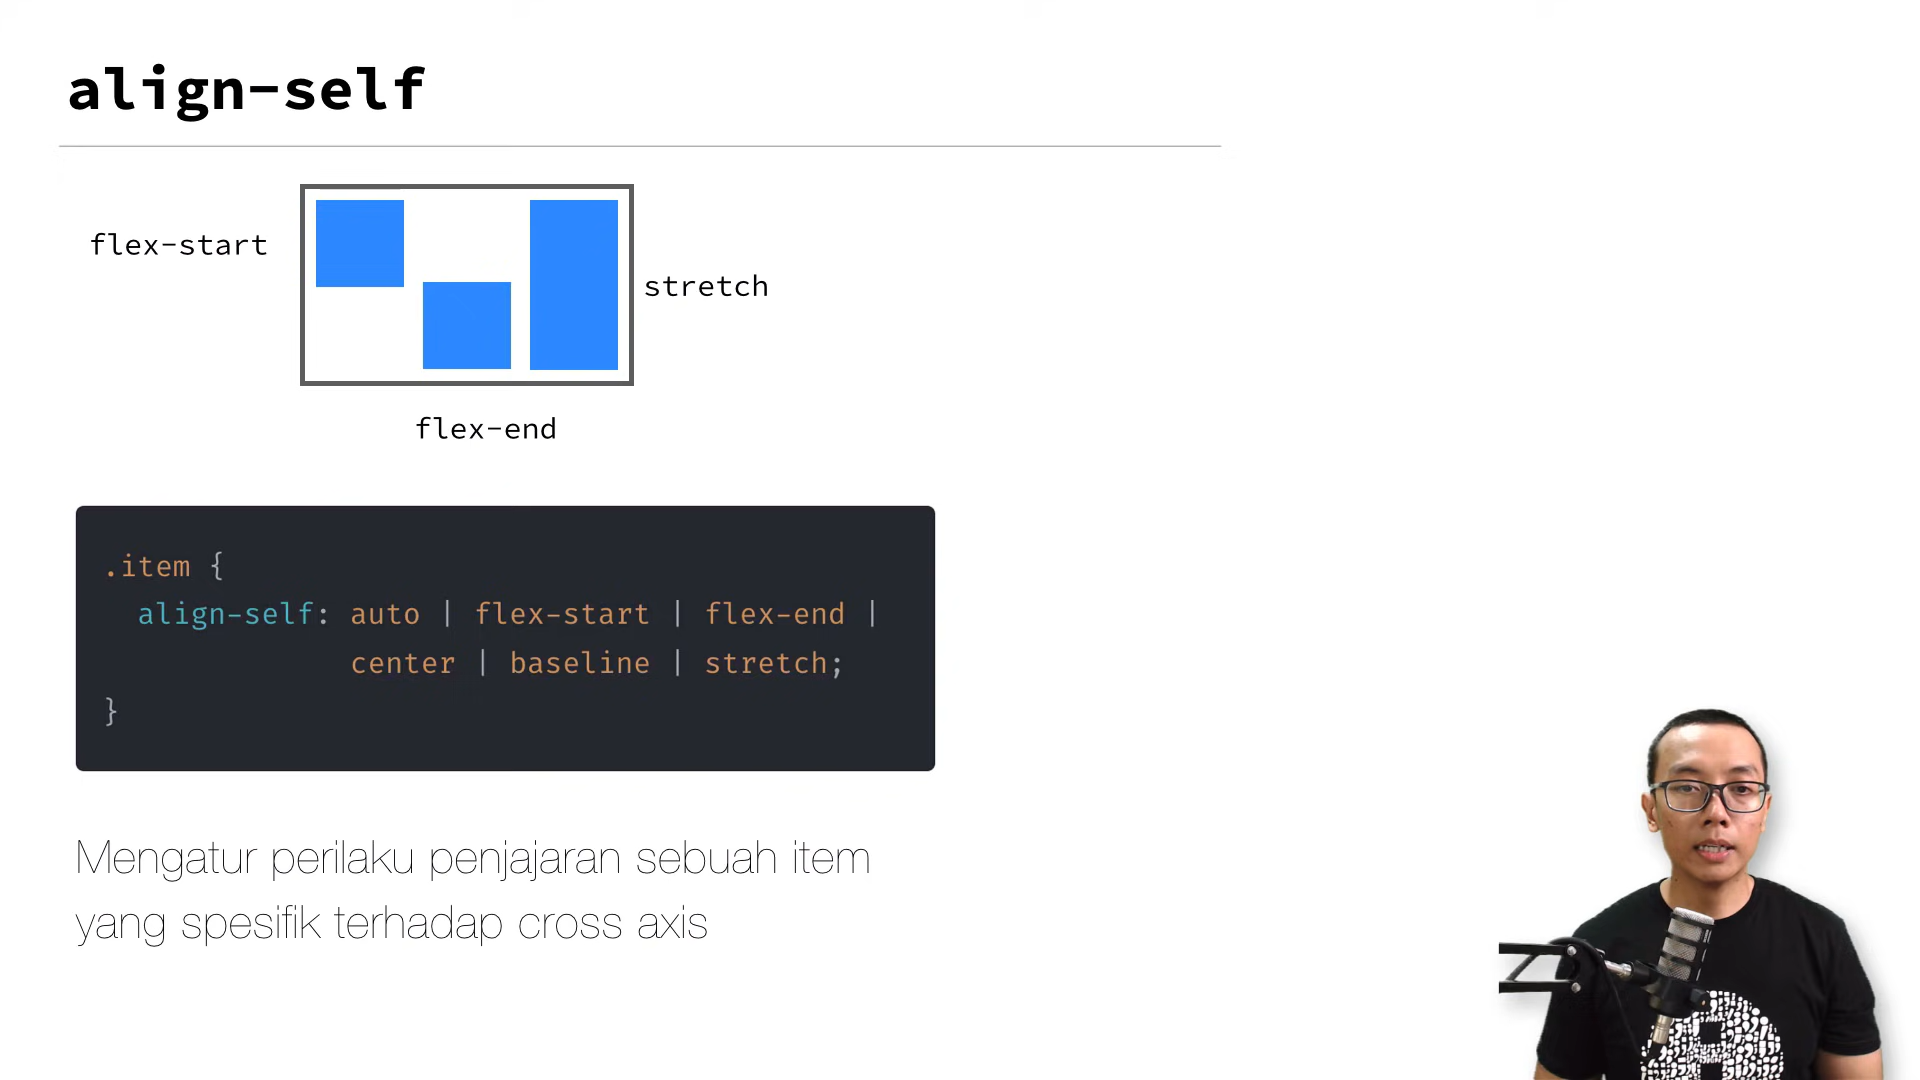 align-self
flex-start
stretch
flex-end
.item {
align-self: auto | flex-start | flex-end |
center | baseline | stretch;
}
Mengatur perilaku penjajaran sebuah item
yang spesifik terhadap cross axis